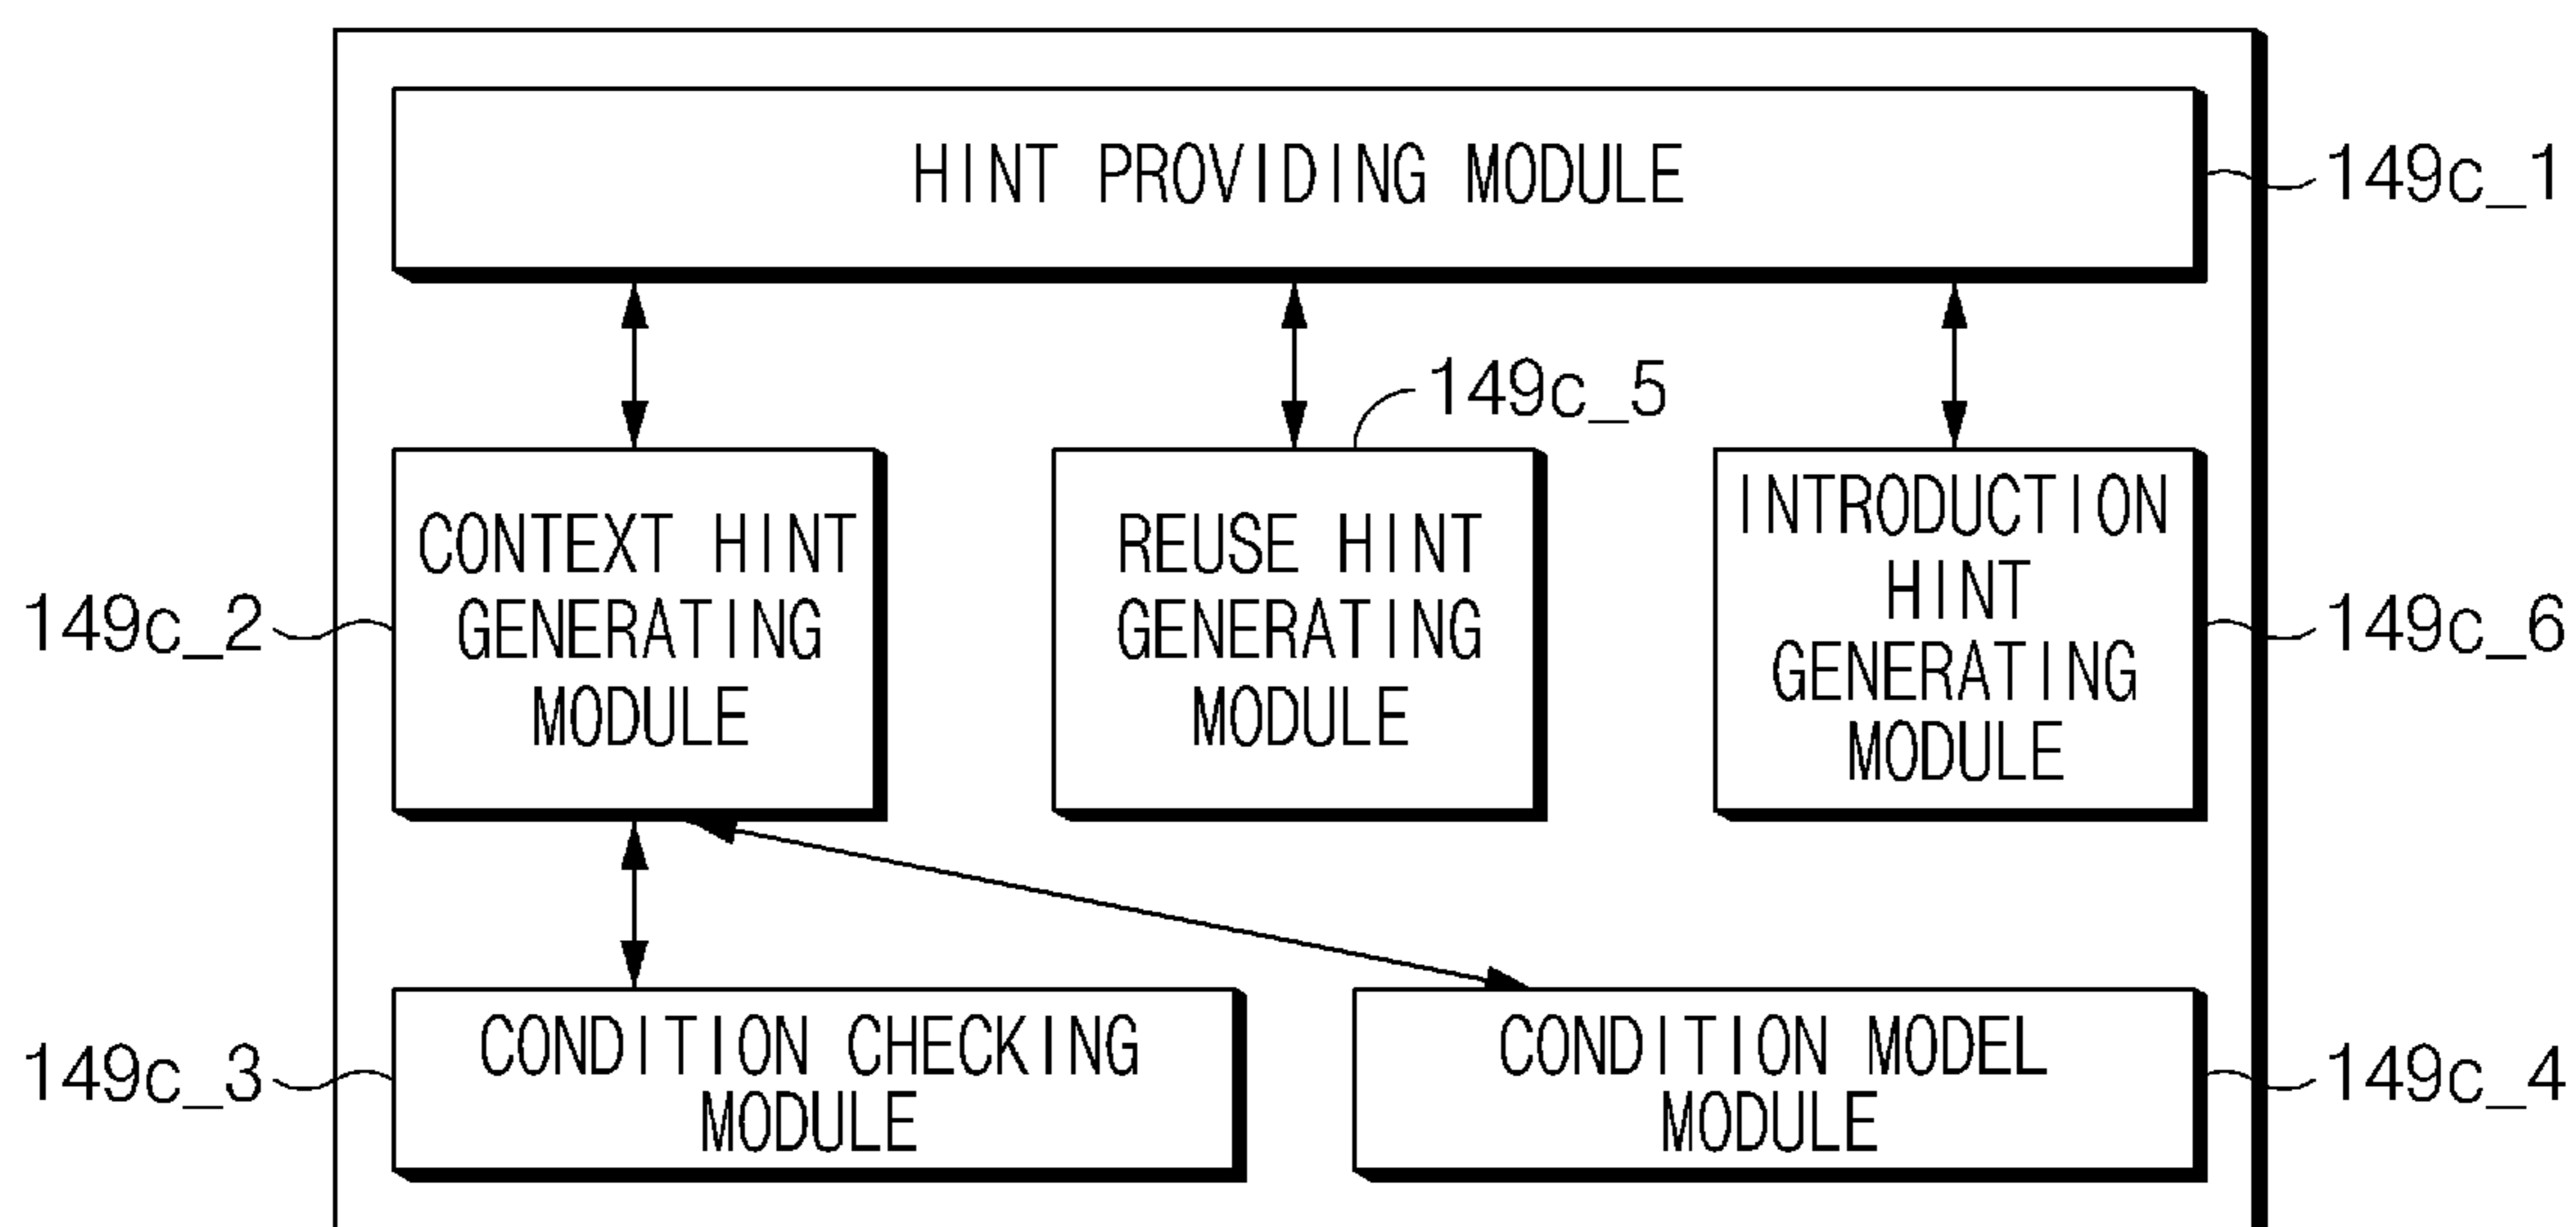 HINT PROVIDING MODULE
149c_1
149c_5
CONTEXT HINT
GENERATING
MODULE
149c_2
REUSE HINT
GENERATING
MODULE
INTRODUCTION
HINT
GENERATING
MODULE
149c_6
CONDITION CHECKING
MODULE
149c_3
CONDITION MODEL
MODULE
149c_4